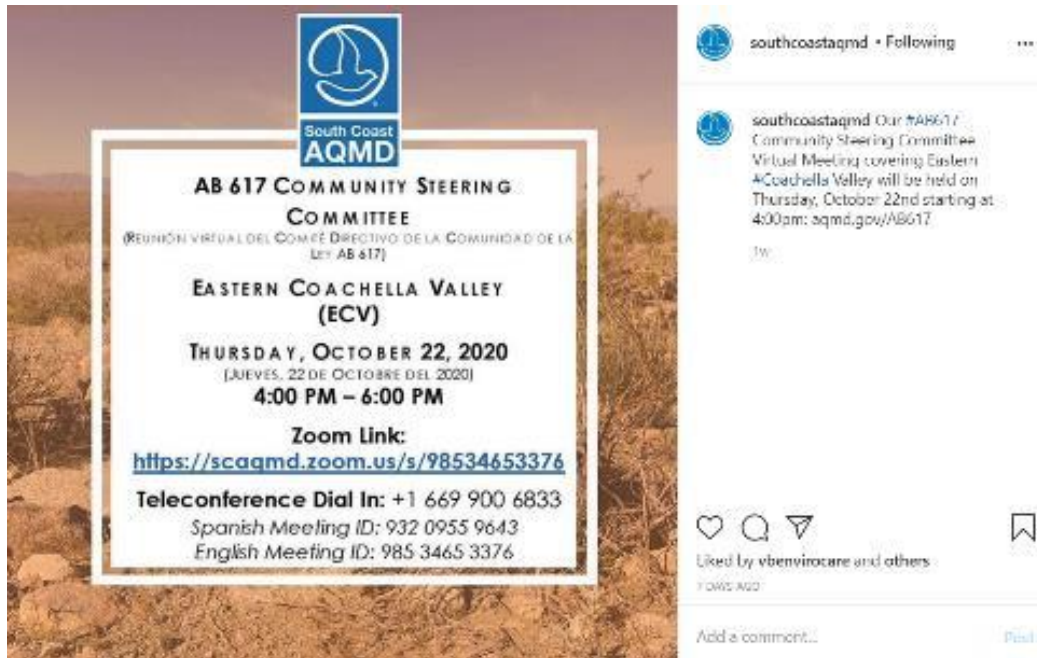 South Coast
AQMD
AB 617 COMMUNITY STEERING
COMMITTEE
(REUNIÓN VIRTUAL DEL COMITÉ DIRECTIVO DE LA COMUNIDAD DE LA
LEY AB 617)
EASTERN COACHELLA VALLEY
(ECV)
THURSDAY, OCTOBER 22, 2020
(JUEVES, 22 DE OCTOBRE DEL 2020)
4:00 PM – 6:00 PM
Zoom Link:
https://scaqmd.zoom.us/s/98534653376
Teleconference Dial In: +1 669 900 6833
Spanish Meeting ID: 932 0955 9643
English Meeting ID: 985 3465 3376
southcoastaqmd • Following
southcoastaqmd Our #AB617
Community Steering Committee
Virtual Meeting covering Eastern
#Coachella Valley will be held on
Thursday, October 22nd starting at
4:00pm: aqmd.gov/AB617
1w
Liked by vbenvirocare and others
7 DAYS AGO
Add a comment...
Post